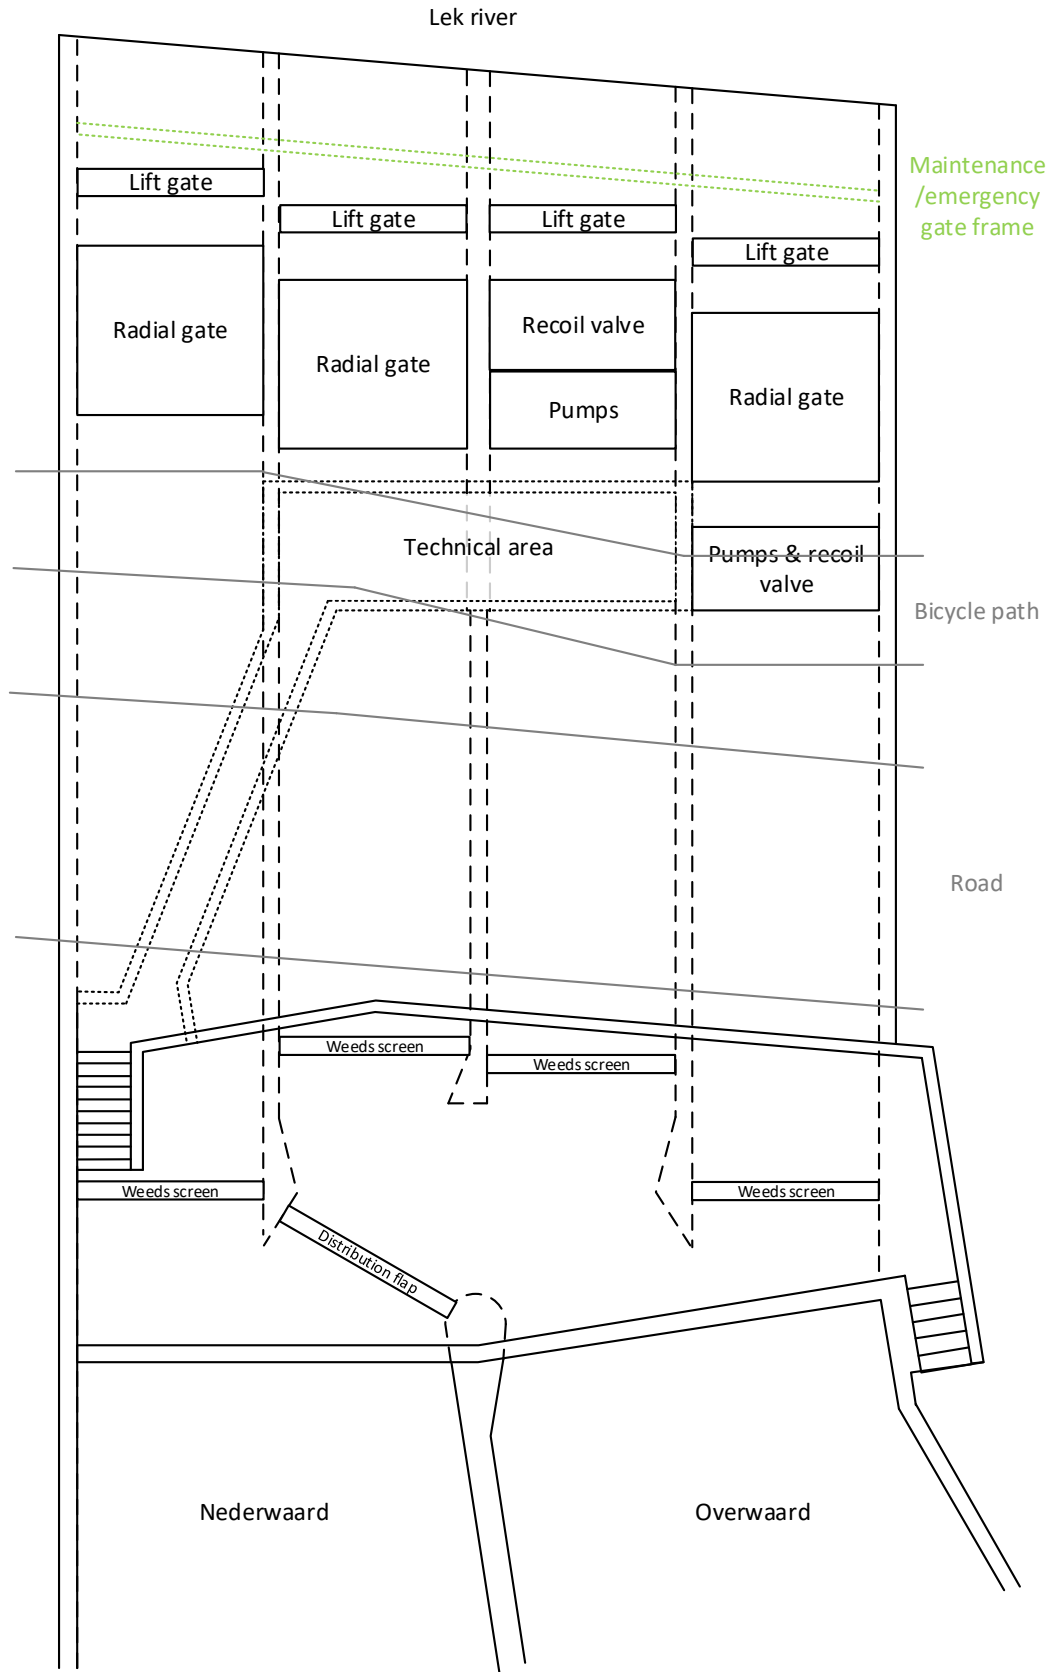 Lek river
Maintenance
/emergency
gate frame
Lift gate
Lift gate
Lift gate
Lift gate
Radial gate
Radial gate
Recoil valve
Pumps
Radial gate
Technical area
Pumps & recoil
valve
Bicycle path
Road
Weeds screen
Weeds screen
Weeds screen
Weeds screen
Distribution flap
Nederwaard
Overwaard